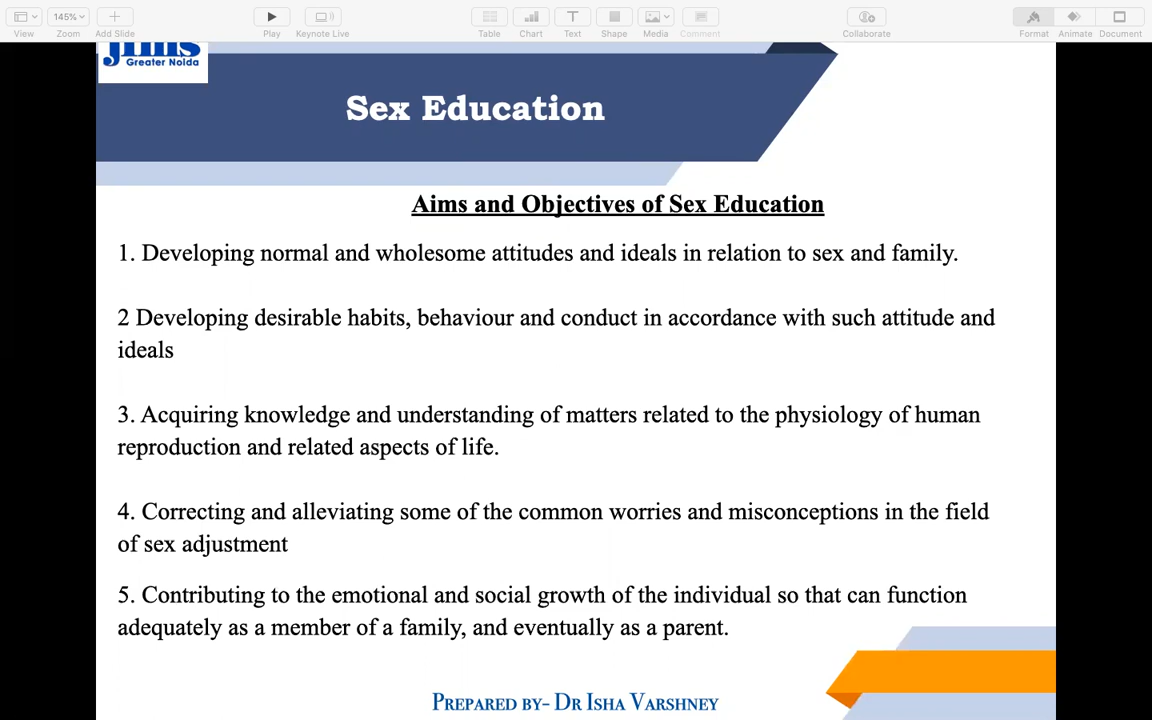 145%
View
Zoom
Add Slide
Play
Keynote Live
Table
Chart
Text
Shape
Media
Comment
Collaborate
Format
Animate
Document
jims
Greater Noida
Sex Education
Aims and Objectives of Sex Education
1. Developing normal and wholesome attitudes and ideals in relation to sex and family.
2 Developing desirable habits, behaviour and conduct in accordance with such attitude and
ideals
3. Acquiring knowledge and understanding of matters related to the physiology of human
reproduction and related aspects of life.
4. Correcting and alleviating some of the common worries and misconceptions in the field
of sex adjustment
5. Contributing to the emotional and social growth of the individual so that can function
adequately as a member of a family, and eventually as a parent.
Prepared by- Dr Isha Varshney